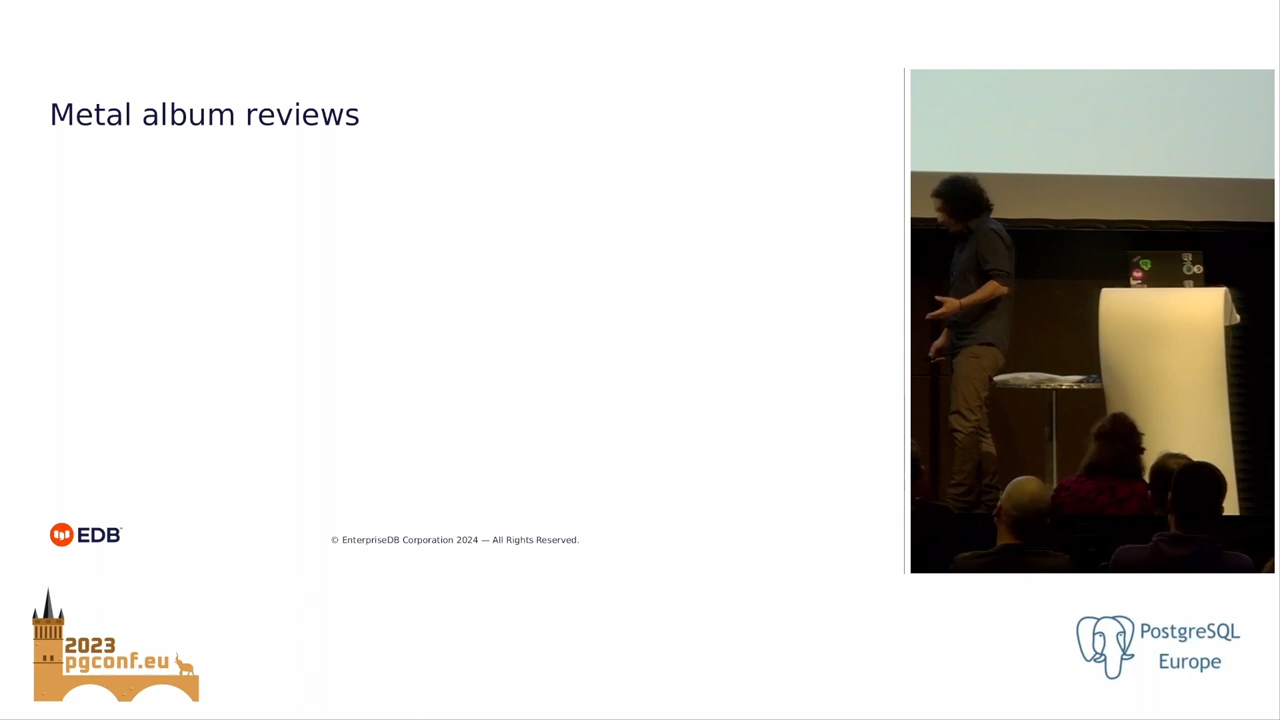 Metal album reviews
EDB
© EnterpriseDB Corporation 2024 — All Rights Reserved.
2023
pgconf.eu
PostgreSQL
Europe